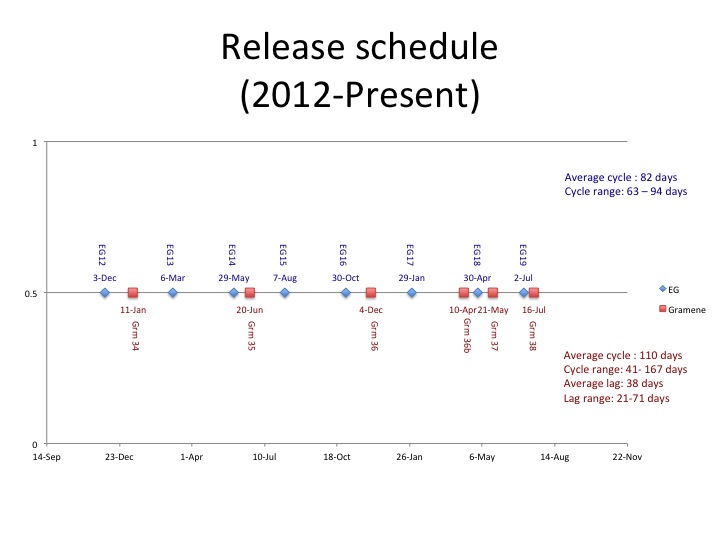 Release schedule
(2012-Present)
1
Average cycle : 82 days
Cycle range: 63 – 94 days
EG12 EG13 EG14 EG15 EG16 EG17 EG18 EG19
3-Dec 6-Mar 29-May 7-Aug 30-Oct 29-Jan 30-Apr 2-Jul
0.5
EG
Gramene
11-Jan 20-Jun 4-Dec 10-Apr 21-May 16-Jul
Grm 34 Grm 35 Grm 36 Grm 36b Grm 37 Grm 38
Average cycle : 110 days
Cycle range: 41- 167 days
Average lag: 38 days
Lag range: 21-71 days
0
14-Sep 23-Dec 1-Apr 10-Jul 18-Oct 26-Jan 6-May 14-Aug 22-Nov